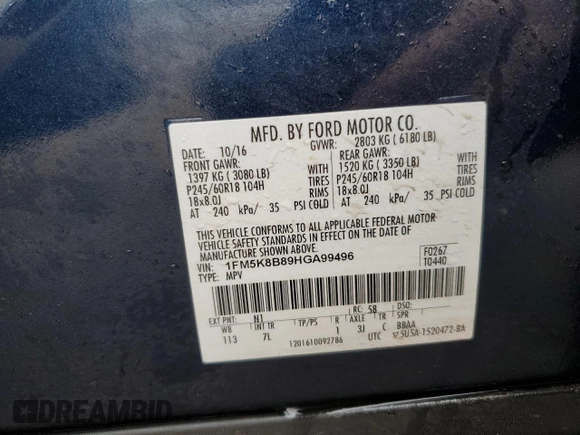 MFD. BY FORD MOTOR CO.
DATE: 10/16 GVWR: 2803 KG ( 6180 LB)
FRONT GAWR: REAR GAWR:
1397 KG ( 3080 LB) WITH 1520 KG ( 3350 LB) WITH
P245/60R18 104H TIRES P245/60R18 104H TIRES
18x8.0J RIMS 18x8.0J RIMS
AT 240 kPa/ 35 PSI COLD AT 240 kPa/ 35 PSI COLD
THIS VEHICLE CONFORMS TO ALL APPLICABLE FEDERAL MOTOR
VEHICLE SAFETY STANDARDS IN EFFECT ON THE DATE OF
MANUFACTURE SHOWN ABOVE.
VIN: 1FM5K8B89HGA99496 F0267
TYPE: MPV T0440
EXT PNT: N1 RC: 58 DSO:
WB INT TR TP/PS R AXLE TR SPR
113 7L 1 3J C BBAA
1201610092786 UTC 5U5A-1520472-BA
DREAMBID